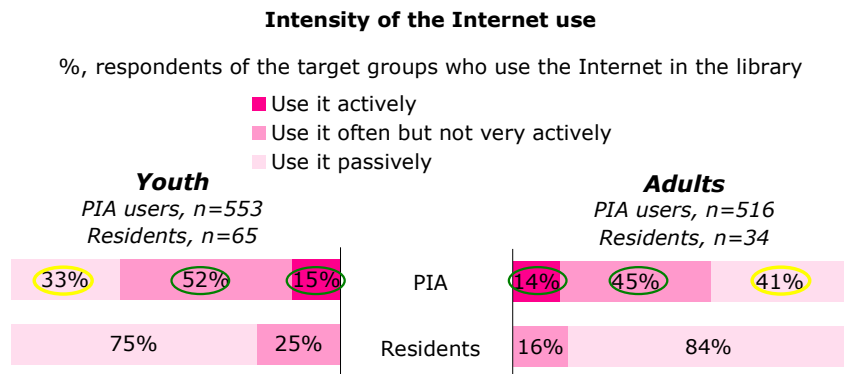 Intensity of the Internet use
%, respondents of the target groups who use the Internet in the library
Use it actively
Use it often but not very actively
Use it passively
Youth
PIA users, n=553
Residents, n=65
Adults
PIA users, n=516
Residents, n=34
33% 52% 15% PIA 14% 45% 41%
75% 25% Residents 16% 84%